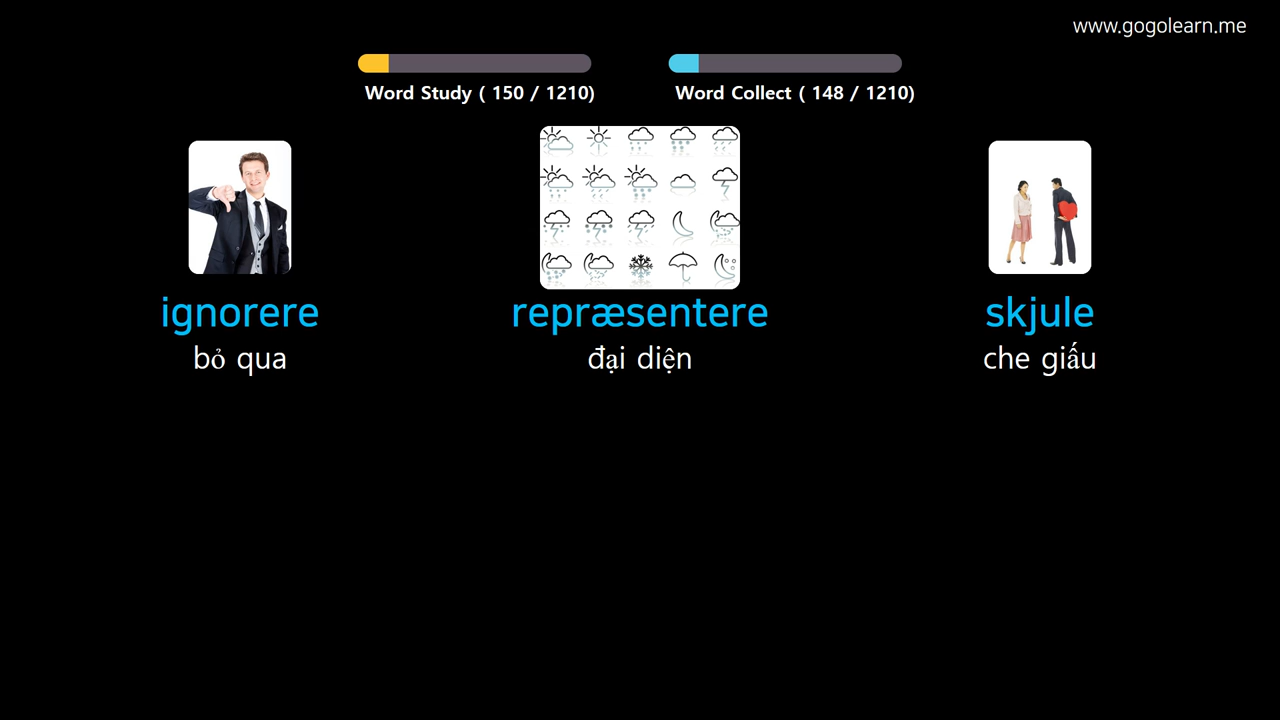 www.gogolearn.me
Word Study ( 150 / 1210)
Word Collect ( 148 / 1210)
ignorere
bỏ qua
repræsentere
đại diện
skjule
che giấu